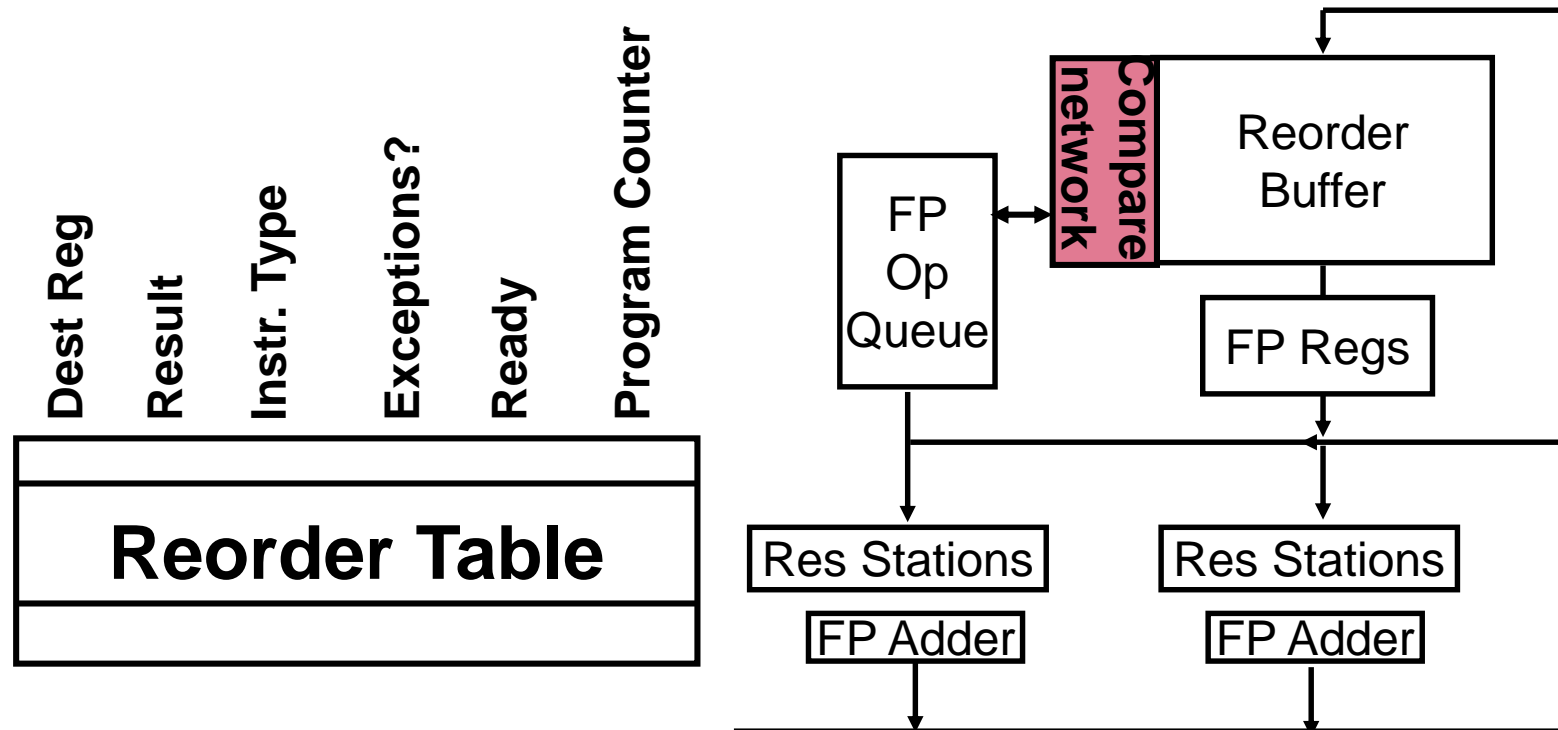 Dest Reg
Result
Instr. Type
Exceptions?
Ready
Program Counter
Reorder Table
Compare
network
Reorder
Buffer
FP
Op
Queue
FP Regs
Res Stations
Res Stations
FP Adder
FP Adder